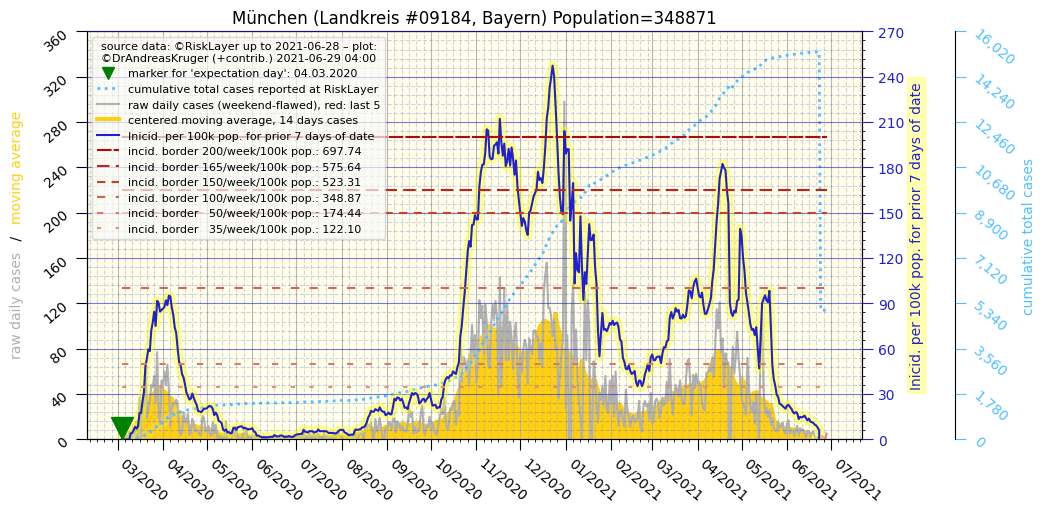 München (Landkreis #09184, Bayern) Population=348871
source data: ©RiskLayer up to 2021-06-28 – plot:
©DrAndreasKruger (+contrib.) 2021-06-29 04:00
marker for 'expectation day': 04.03.2020
cumulative total cases reported at RiskLayer
raw daily cases (weekend-flawed), red: last 5
centered moving average, 14 days cases
Inicid. per 100k pop. for prior 7 days of date
incid. border 200/week/100k pop.: 697.74
incid. border 165/week/100k pop.: 575.64
incid. border 150/week/100k pop.: 523.31
incid. border 100/week/100k pop.: 348.87
incid. border 50/week/100k pop.: 174.44
incid. border 35/week/100k pop.: 122.10
raw daily cases / moving average
360
320
280
240
200
160
120
80
40
0
03/2020
04/2020
05/2020
06/2020
07/2020
08/2020
09/2020
10/2020
11/2020
12/2020
01/2021
02/2021
03/2021
04/2021
05/2021
06/2021
07/2021
270
240
210
180
150
120
90
60
30
0
Inicid. per 100k pop. for prior 7 days of date
16,020
14,240
12,460
10,680
8,900
7,120
5,340
3,560
1,780
0
cumulative total cases